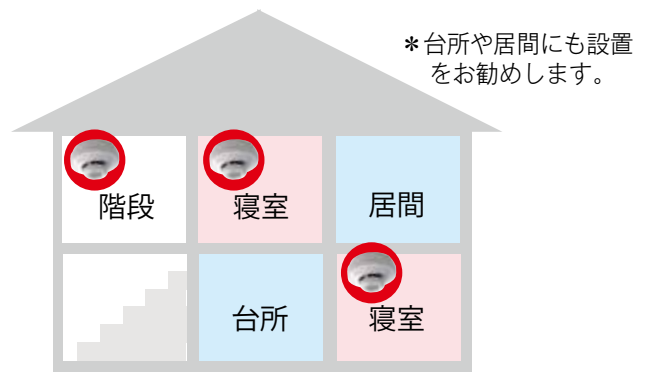 ＊台所や居間にも設置
をお勧めします。
階段
寝室
居間
台所
寝室